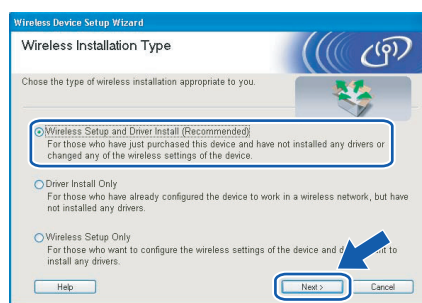 Wireless Device Setup Wizard
Wireless Installation Type
Chose the type of wireless installation appropriate to you.
Wireless Setup and Driver Install (Recommended)
For those who have just purchased this device and have not installed any drivers or
changed any of the wireless settings of the device.
Driver Install Only
For those who have already configured the device to work in a wireless network, but have
not installed any drivers.
Wireless Setup Only
For those who want to configure the wireless settings of the device and to
install any drivers.
Help
Next >
Cancel